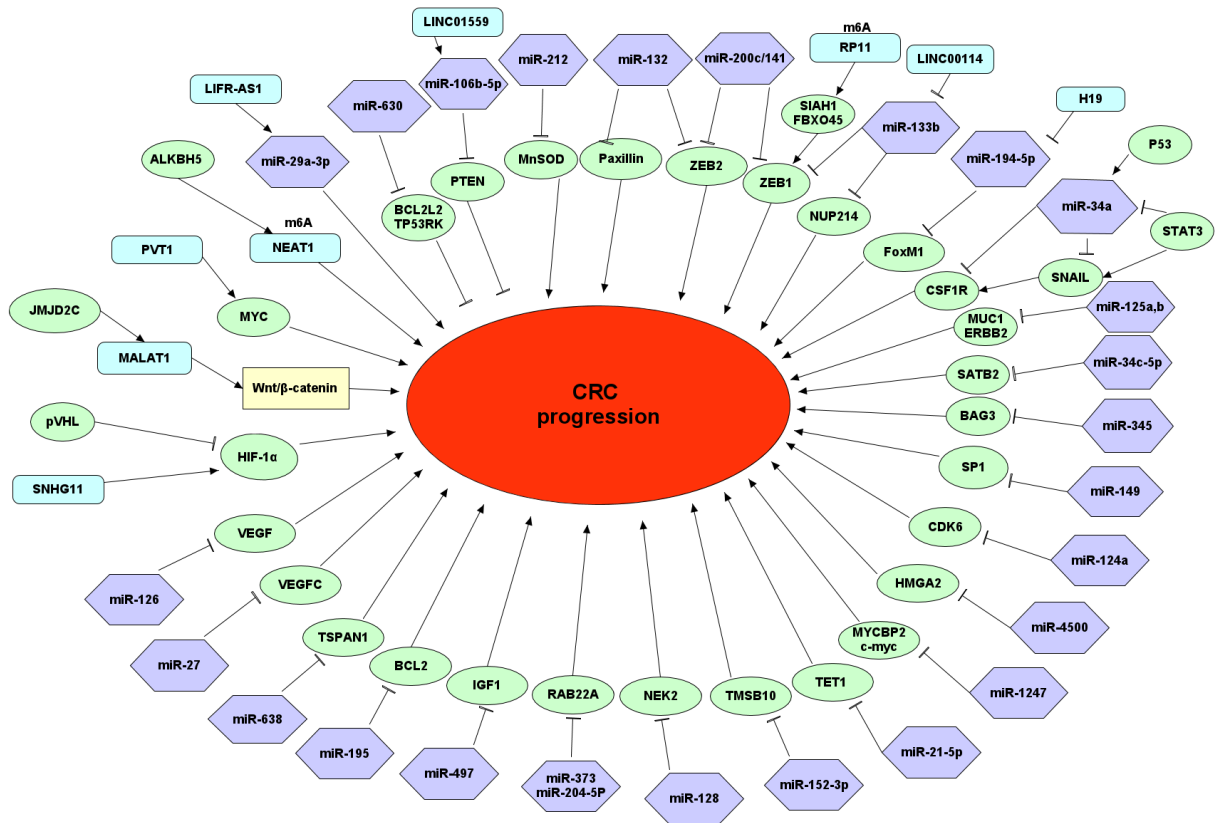 LINC01559
m6A
RP11
miR-212
miR-132
miR-200c/141
LINC00114
LIFR-AS1
miR-630
miR-106b-5p
H19
SIAH1
FBXO45
miR-133b
ALKBH5
miR-29a-3p
MnSOD
Paxillin
ZEB2
ZEB1
miR-194-5p
P53
PTEN
miR-34a
BCL2L2
TP53RK
NUP214
m6A
NEAT1
PVT1
FoxM1
STAT3
SNAIL
CSF1R
JMJD2C
MYC
MUC1
ERBB2
miR-125a,b
MALAT1
Wnt/β-catenin
CRC
progression
SATB2
miR-34c-5p
pVHL
BAG3
miR-345
HIF-1α
SP1
SNHG11
miR-149
VEGF
CDK6
miR-124a
miR-126
VEGFC
HMGA2
miR-4500
TSPAN1
MYCBP2
c-myc
miR-27
BCL2
IGF1
RAB22A
NEK2
TMSB10
TET1
miR-1247
miR-638
miR-195
miR-497
miR-373
miR-204-5P
miR-128
miR-152-3p
miR-21-5p